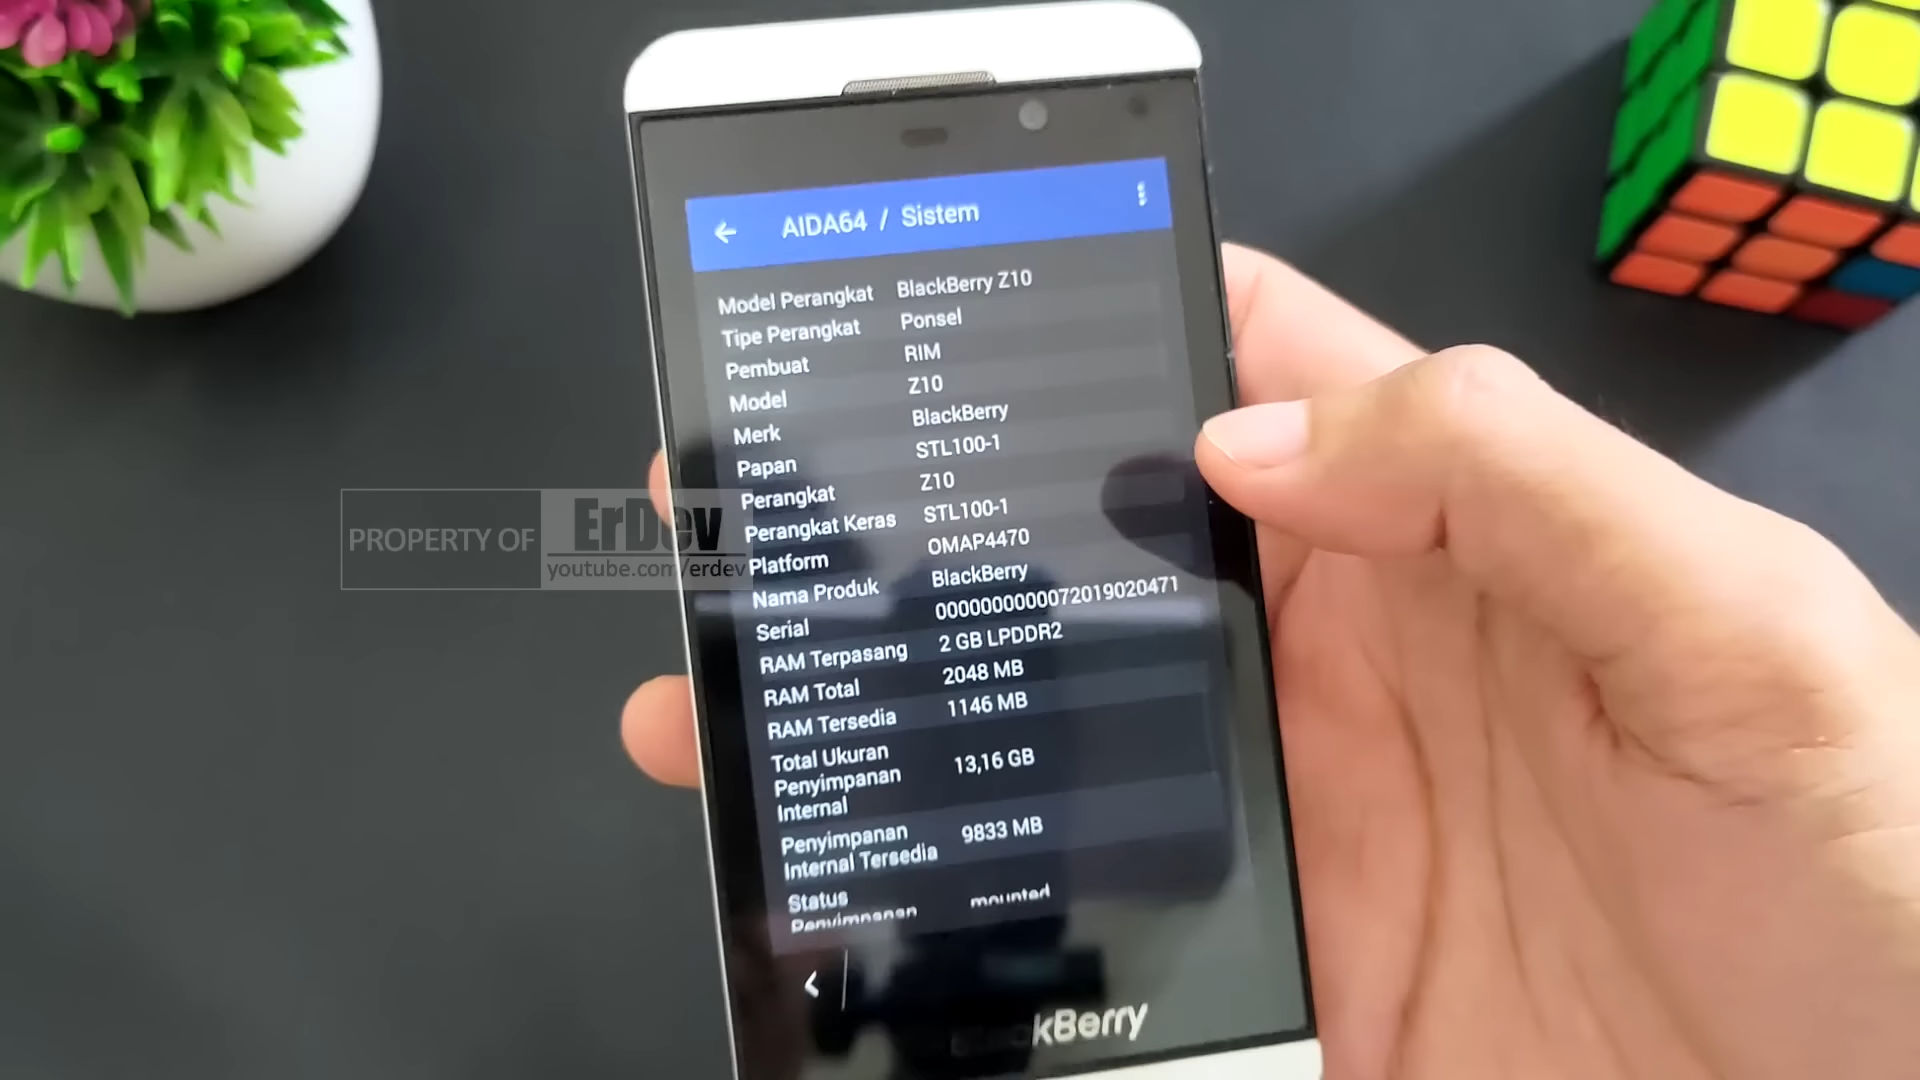 AIDA64 / Sistem
Model Perangkat BlackBerry Z10
Tipe Perangkat Ponsel
Pembuat RIM
Model Z10
Merk BlackBerry
Papan STL100-1
Perangkat Z10
Perangkat Keras STL100-1
Platform OMAP4470
Nama Produk BlackBerry
Serial 0000000000072019020471
RAM Terpasang 2 GB LPDDR2
RAM Total 2048 MB
RAM Tersedia 1146 MB
Total Ukuran
Penyimpanan 13,16 GB
Internal
Penyimpanan 9833 MB
Internal Tersedia
Status mounted
Penyimpanan
BlackBerry
PROPERTY OF ErDev
youtube.com/erdev